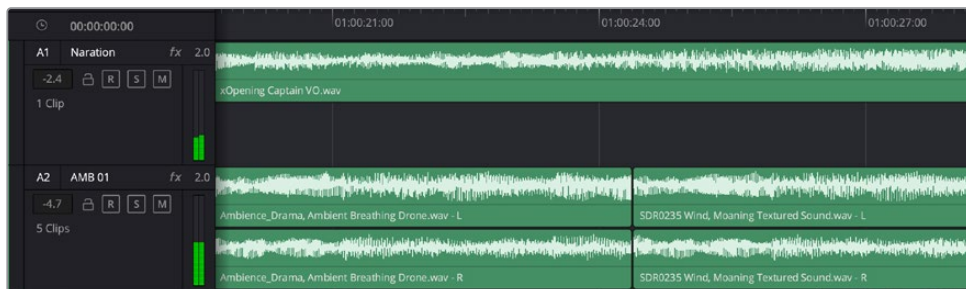 00:00:00:00
01:00:21:00 01:00:24:00 01:00:27:00
A1 Naration fx 2.0
-2.4 R S M
xOpening Captain VO.wav
1 Clip
A2 AMB 01 fx 2.0
-4.7 R S M
Ambience_Drama, Ambient Breathing Drone.wav - L SDR0235 Wind, Moaning Textured Sound.wav - L
5 Clips
Ambience_Drama, Ambient Breathing Drone.wav - R SDR0235 Wind, Moaning Textured Sound.wav - R